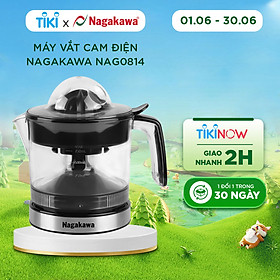 TIKI x Nagakawa
01.06 - 30.06
MÁY VẮT CAM ĐIỆN
NAGAKAWA NAG0814
TIKINOW
GIAO
NHANH 2H
1 ĐỔI 1 TRONG
30 NGÀY
Nagakawa